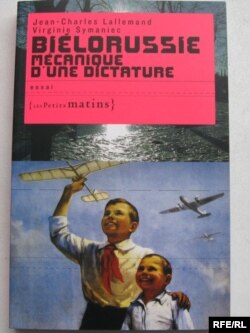 Jean-Charles Lallemand
Virginie Symaniec
BIÉLORUSSIE
MÉCANIQUE
D'UNE DICTATURE
essai
{LES Petits matins}
RFE/RL